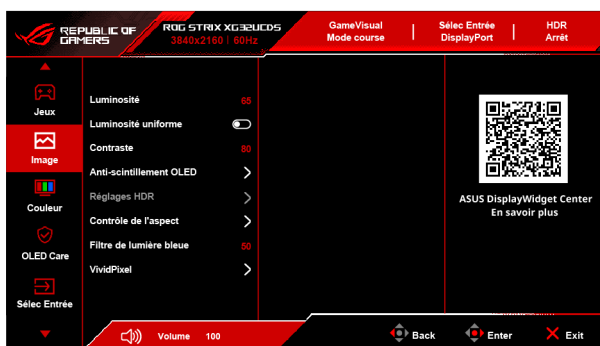 REPUBLIC OF
GAMERS
ROG STRIX XG32UCDS
3840x2160 | 60Hz
GameVisual
Mode course
Sélec Entrée
DisplayPort
HDR
Arrêt
Jeux
Image
Couleur
OLED Care
Sélec Entrée
Luminosité 65
Luminosité uniforme
Contraste 80
Anti-scintillement OLED
Réglages HDR
Contrôle de l'aspect
Filtre de lumière bleue 50
VividPixel
ASUS DisplayWidget Center
En savoir plus
Volume 100
Back
Enter
Exit